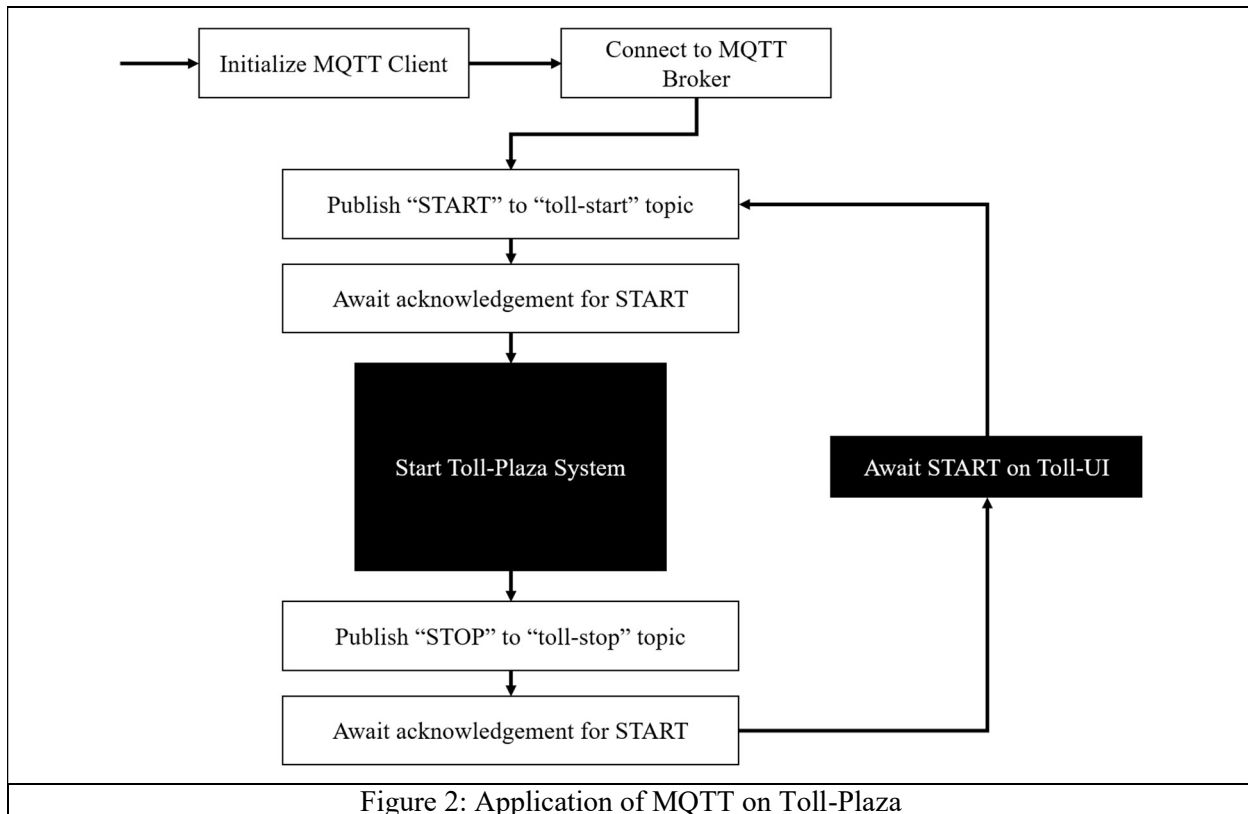 Initialize MQTT Client
Connect to MQTT
Broker
Publish “START” to “toll-start” topic
Await acknowledgement for START
Start Toll-Plaza System
Await START on Toll-UI
Publish “STOP” to “toll-stop” topic
Await acknowledgement for START
Figure 2: Application of MQTT on Toll-Plaza